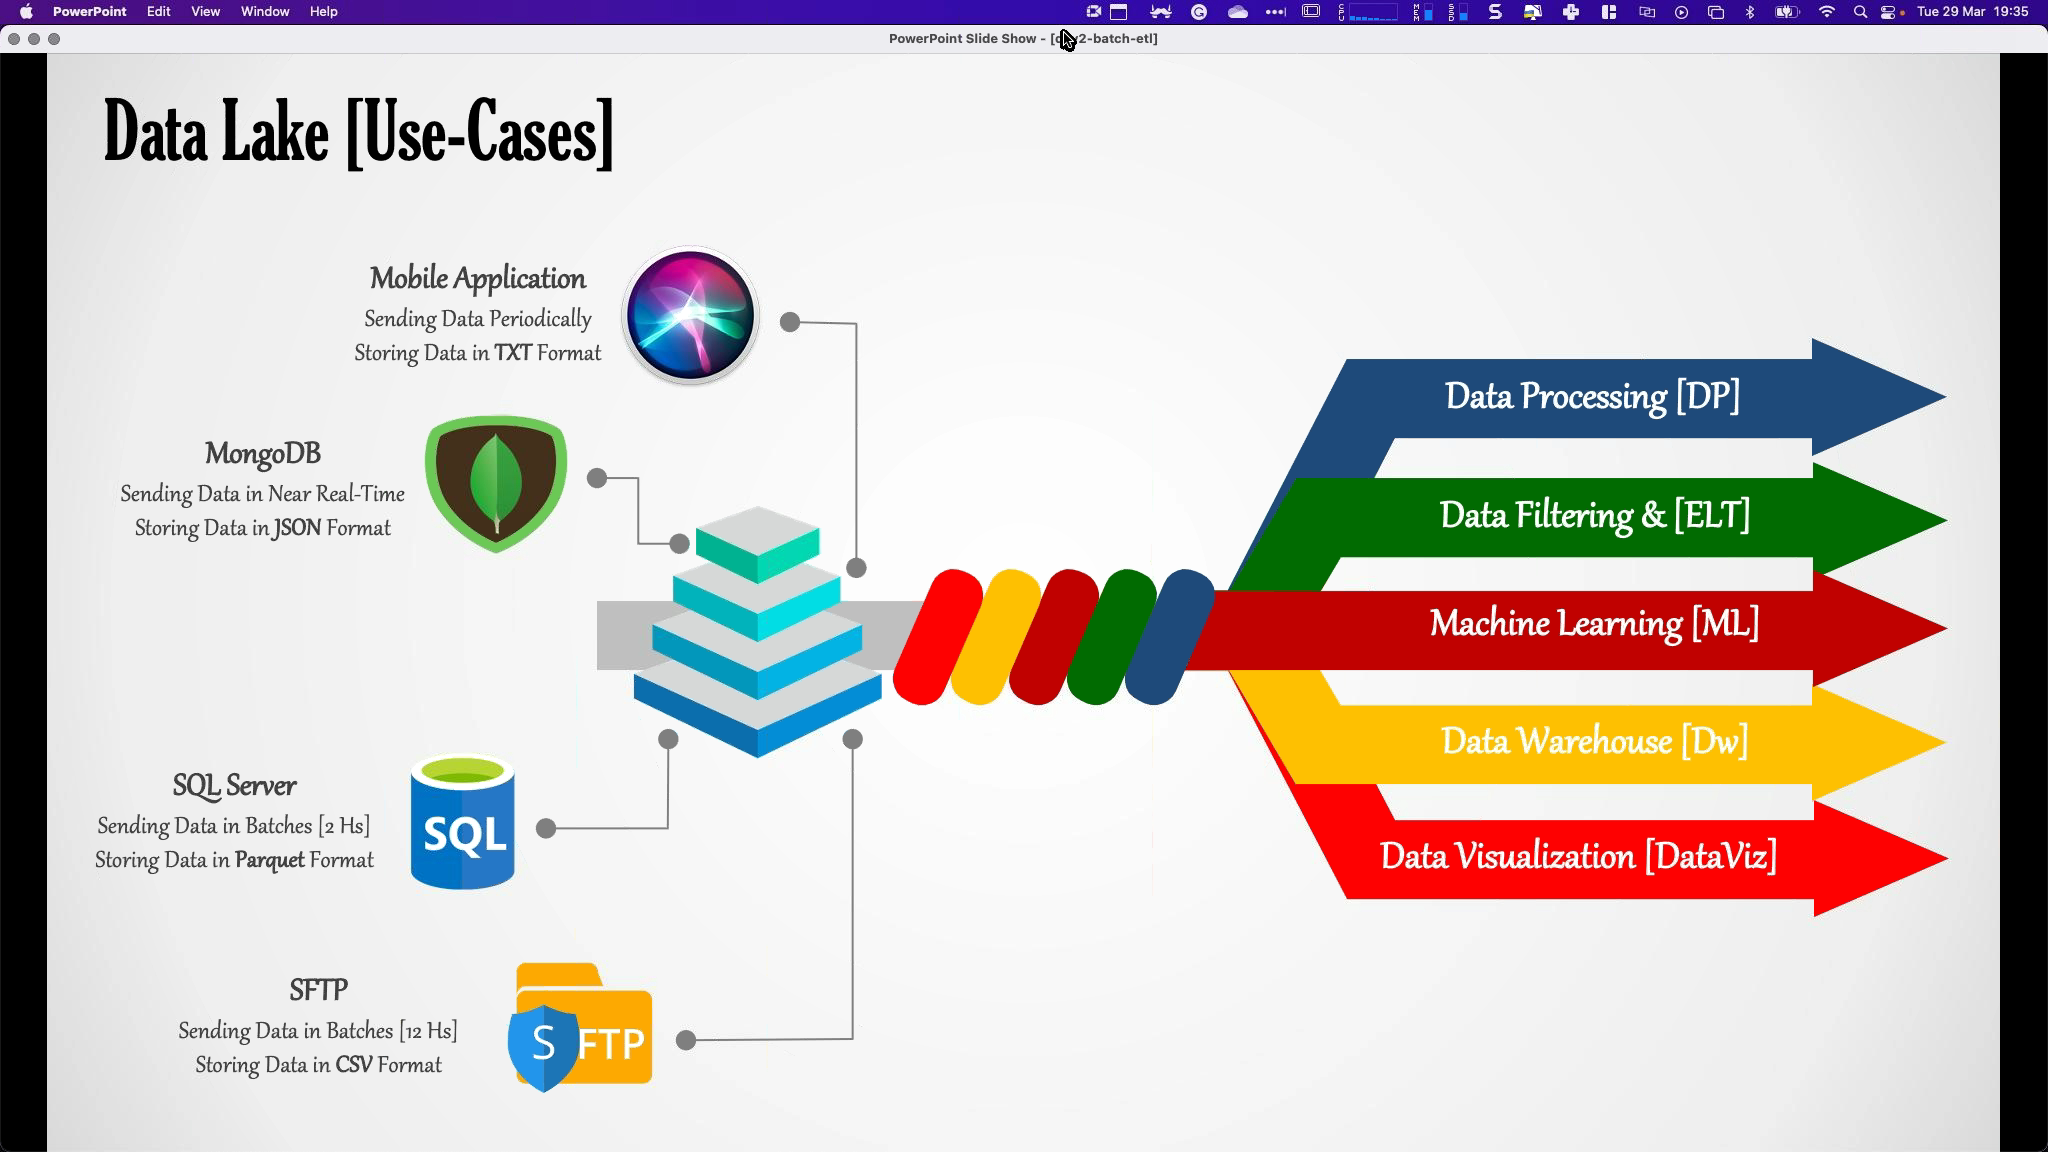 PowerPoint Edit View Window Help
Tue 29 Mar 19:35
PowerPoint Slide Show - [ 2-batch-etl]
Data Lake [Use-Cases]
Mobile Application
Sending Data Periodically
Storing Data in TXT Format
MongoDB
Sending Data in Near Real-Time
Storing Data in JSON Format
SQL Server
Sending Data in Batches [2 Hs]
Storing Data in Parquet Format
SQL
SFTP
Sending Data in Batches [12 Hs]
Storing Data in CSV Format
SFTP
Data Processing [DP]
Data Filtering & [ELT]
Machine Learning [ML]
Data Warehouse [Dw]
Data Visualization [DataViz]